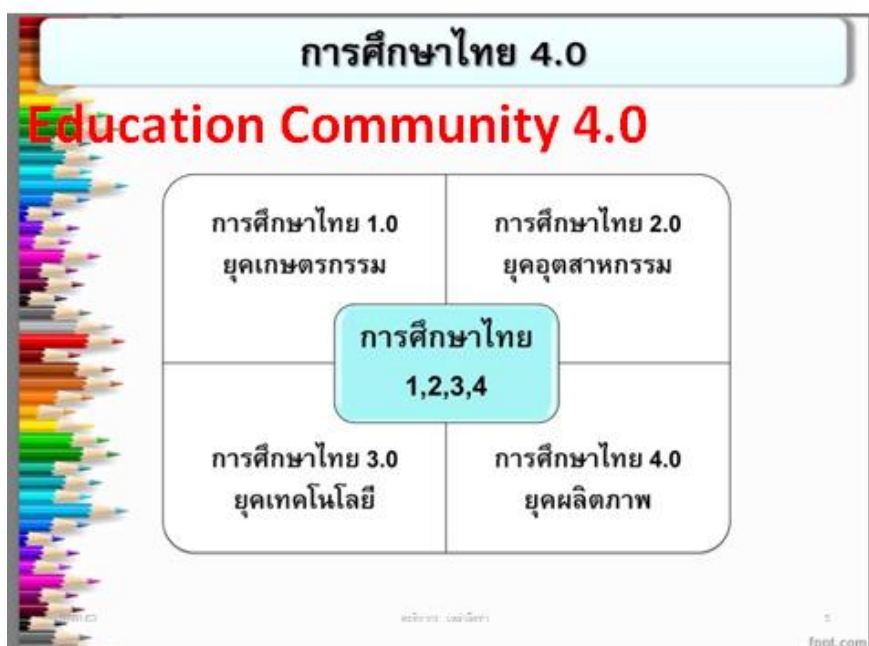 การศึกษาไทย 4.0
Education Community 4.0
การศึกษาไทย 1.0
ยุคเกษตรกรรม
การศึกษาไทย 2.0
ยุคอุตสาหกรรม
การศึกษาไทย
1,2,3,4
การศึกษาไทย 3.0
ยุคเทคโนโลยี
การศึกษาไทย 4.0
ยุคผลิตภาพ
5
fppt.com